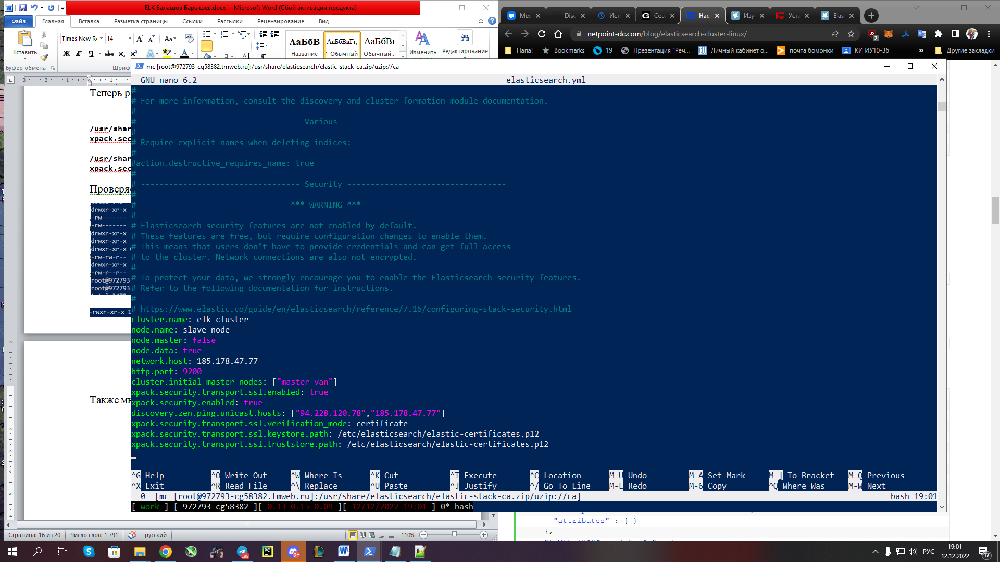 ELK Балашов Барышев.docx - Microsoft Word (Сбой активации продукта)
Файл Главная Вставка Разметка страницы Ссылки Рассылки Рецензирование Вид
Times New Ro 14
Вставить
Ж К Ч abc x₂ x²
АаБбВ АаБбВвГг, АаБбВ
Название ¶ Обычный Обычный...
Изменить Редактирование
Буфер обмена Шрифт
Мес Disc Исто Соз Нас Изу Уста Elas
netpoint-dc.com/blog/elasticsearch-cluster-linux/
Папа! Bookmarks 19 Презентация "Реч... Личный кабинет о... почта бомонки КИ ИУ10-36 » Другие закладки
mc [root@972793-cg58382.tmweb.ru]:/usr/share/elasticsearch/elastic-stack-ca.zip/uzip://ca
GNU nano 6.2 elasticsearch.yml
#
# For more information, consult the discovery and cluster formation module documentation.
#
# ---------------------------------- Various -----------------------------------
#
# Require explicit names when deleting indices:
#
#action.destructive_requires_name: true
#
# ---------------------------------- Security ----------------------------------
#
# *** WARNING ***
#
# Elasticsearch security features are not enabled by default.
# These features are free, but require configuration changes to enable them.
# This means that users don’t have to provide credentials and can get full access
# to the cluster. Network connections are also not encrypted.
#
# To protect your data, we strongly encourage you to enable the Elasticsearch security features.
# Refer to the following documentation for instructions.
#
# https://www.elastic.co/guide/en/elasticsearch/reference/7.16/configuring-stack-security.html
cluster.name: elk-cluster
node.name: slave-node
node.master: false
node.data: true
network.host: 185.178.47.77
http.port: 9200
cluster.initial_master_nodes: ["master_van"]
xpack.security.transport.ssl.enabled: true
xpack.security.enabled: true
discovery.zen.ping.unicast.hosts: ["94.228.120.78","185.178.47.77"]
xpack.security.transport.ssl.verification_mode: certificate
xpack.security.transport.ssl.keystore.path: /etc/elasticsearch/elastic-certificates.p12
xpack.security.transport.ssl.truststore.path: /etc/elasticsearch/elastic-certificates.p12
^G Help ^O Write Out ^W Where Is ^K Cut ^T Execute ^C Location M-U Undo M-A Set Mark M-] To Bracket M-Q Previous
^X Exit ^R Read File ^\ Replace ^U Paste ^J Justify ^/ Go To Line M-E Redo M-6 Copy ^Q Where Was M-W Next
0 [mc [root@972793-cg58382.tmweb.ru]:/usr/share/elasticsearch/elastic-stack-ca.zip/uzip://ca] bash 19:01
[ work ] [ 972793-cg58382 ][ 0.13 0.15 0.09 ][ 12/12/2022 19:01 ] 0* bash
Теперь р
/usr/shar
xpack.sec
/usr/shar
xpack.sec
Проверя
drwxr-xr-x
-rw-------
-rw-------
drwxr-xr-x
drwxr-xr-x
drwxr-xr-x
-rw-rw-r--
drwxr-xr-x
-rw-r--r--
root@972793
root@972793
-rwxr-xr-x 1
Также мы
"attributes" : { }
},
Страница: 16 из 20 Число слов: 1 791 русский 110%
РУС
19:01
12.12.2022
17